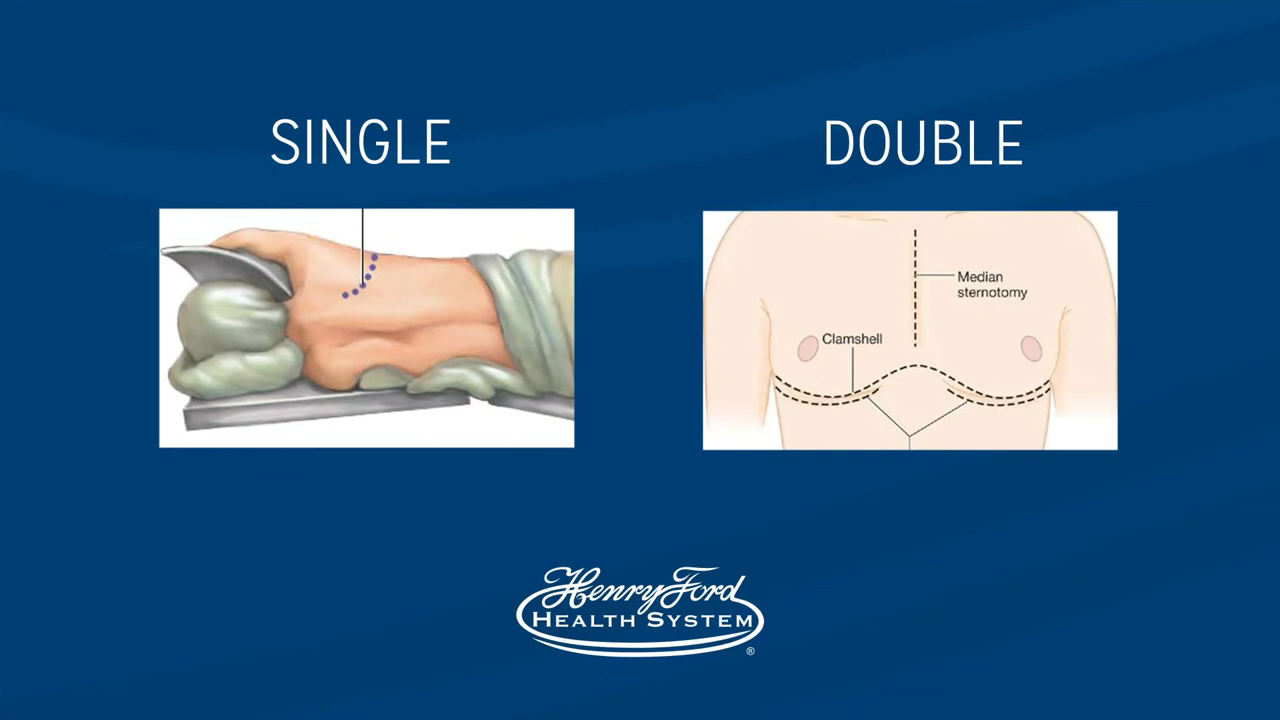 SINGLE
DOUBLE
Median
sternotomy
Clamshell
Henry Ford
HEALTH SYSTEM
®